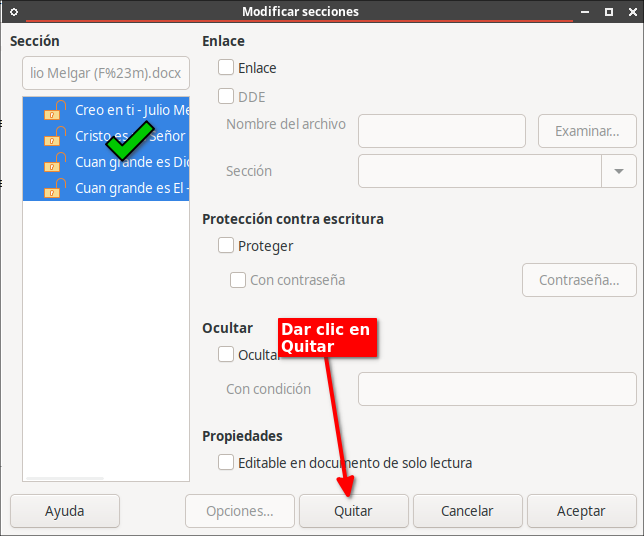 Modificar secciones
Sección
lio Melgar (F%23m).docx
Creo en ti - Julio Me
Cristo es Señor
Cuan grande es Dio
Cuan grande es El -
Enlace
Enlace
DDE
Nombre del archivo
Examinar...
Sección
Protección contra escritura
Proteger
Con contraseña
Contraseña...
Ocultar
Dar clic en
Quitar
Ocultar
Con condición
Propiedades
Editable en documento de solo lectura
Ayuda
Opciones...
Quitar
Cancelar
Aceptar